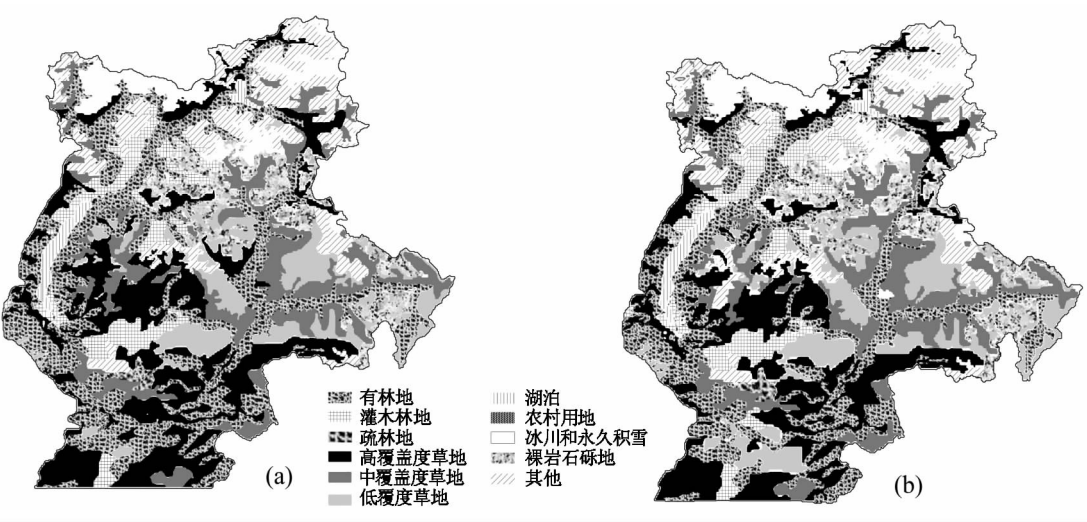 有林地
灌木林地
疏林地
高覆盖度草地
中覆盖度草地
低覆度草地
湖泊
农村用地
冰川和永久积雪
裸岩石砾地
其他
(a)
(b)